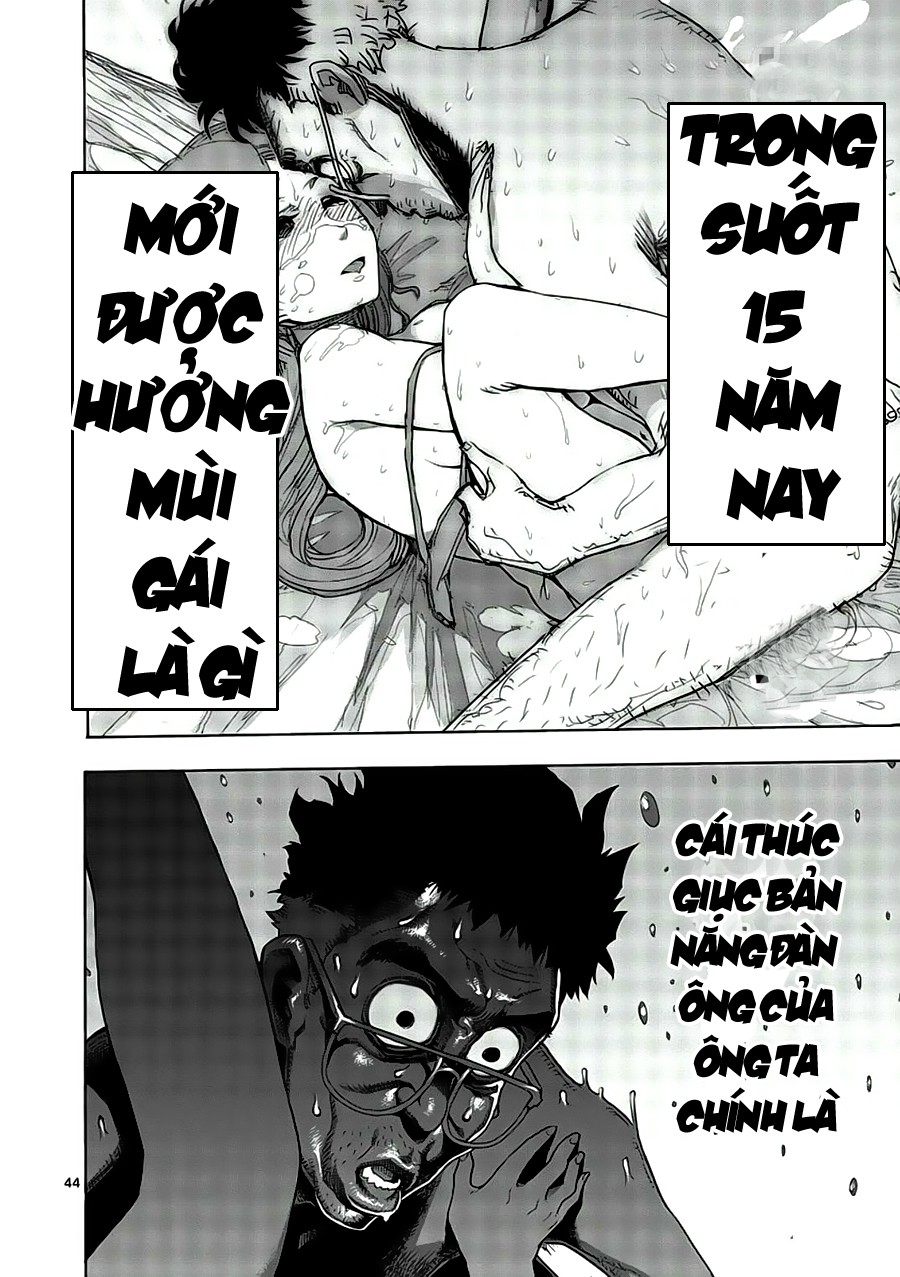 TRONG
SUỐT
15
NĂM
NAY
MỚI
ĐƯỢC
HƯỞNG
MÙI
GÁI
LÀ GÌ
CÁI THÚC
GIỤC BẢN
NĂNG ĐÀN
ÔNG CỦA
ÔNG TA
CHÍNH LÀ
44